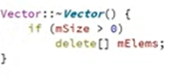 Vector::~Vector() {
    if (mSize > 0)
        delete[] mElems;
}